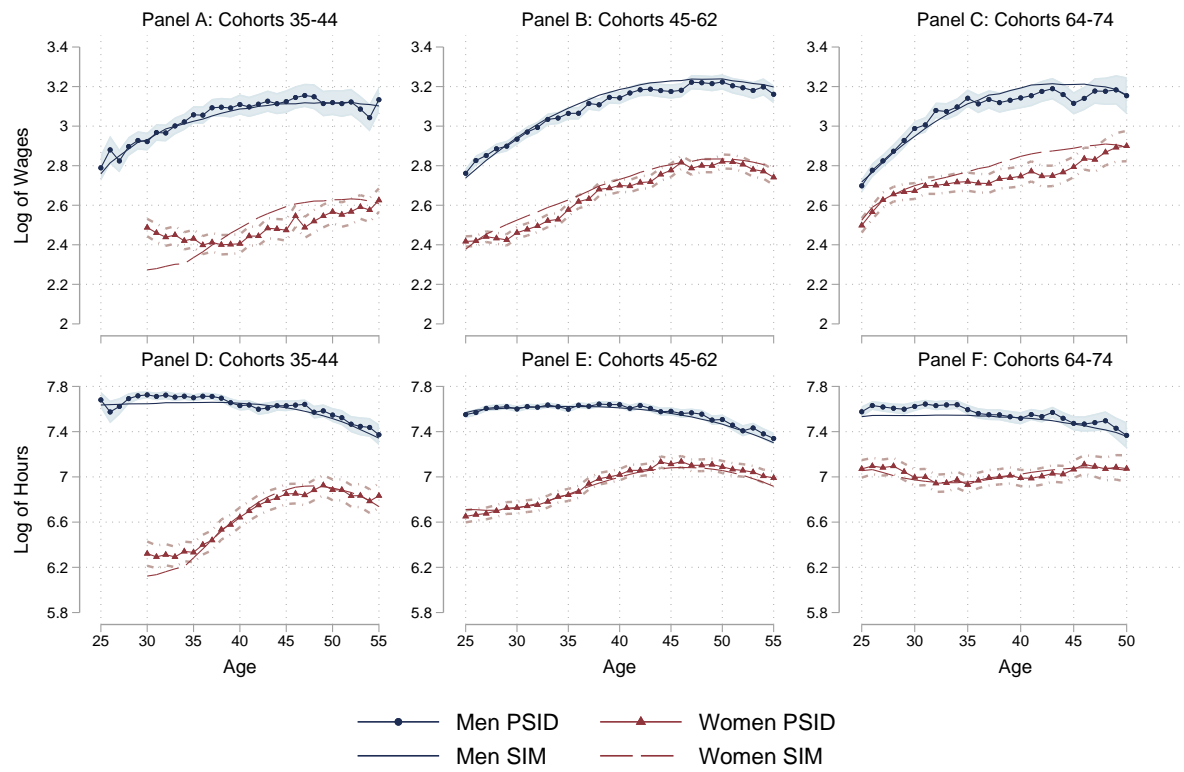 Panel A: Cohorts 35-44
Panel B: Cohorts 45-62
Panel C: Cohorts 64-74
Log of Wages
3.4
3.2
3
2.8
2.6
2.4
2.2
2
3.4
3.2
3
2.8
2.6
2.4
2.2
2
3.4
3.2
3
2.8
2.6
2.4
2.2
2
Panel D: Cohorts 35-44
Panel E: Cohorts 45-62
Panel F: Cohorts 64-74
Log of Hours
7.8
7.4
7
6.6
6.2
5.8
7.8
7.4
7
6.6
6.2
5.8
7.8
7.4
7
6.6
6.2
5.8
25 30 35 40 45 50 55
25 30 35 40 45 50 55
25 30 35 40 45 50
Age
Age
Age
Men PSID
Women PSID
Men SIM
Women SIM